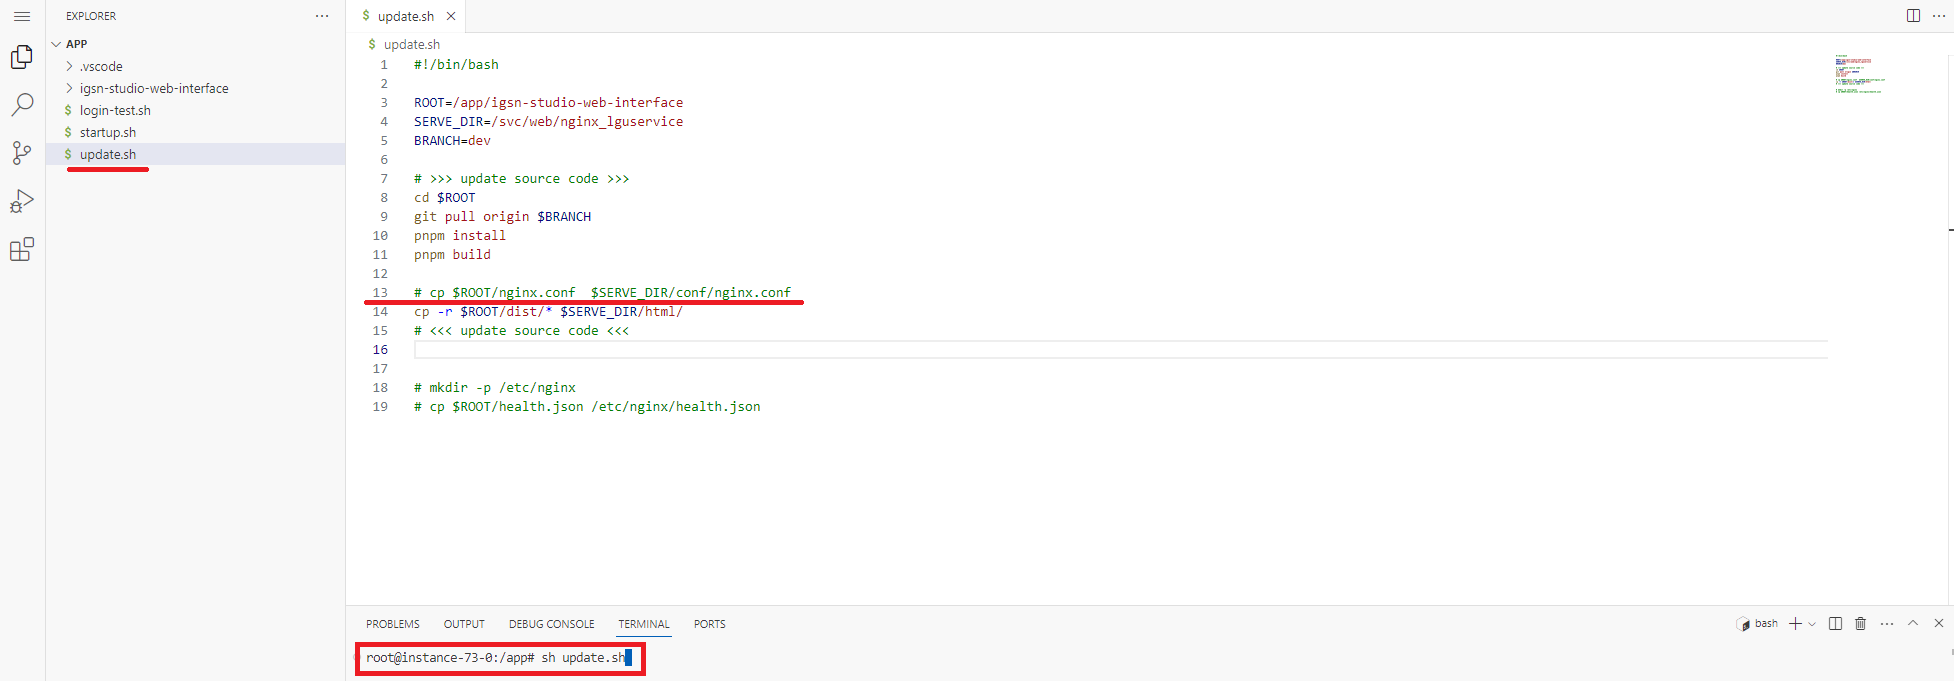 EXPLORER
APP
.vscode
igsn-studio-web-interface
$ login-test.sh
$ startup.sh
$ update.sh
$ update.sh
$ update.sh
1 #!/bin/bash
2
3 ROOT=/app/igsn-studio-web-interface
4 SERVE_DIR=/svc/web/nginx_lguservice
5 BRANCH=dev
6
7 # >>> update source code >>>
8 cd $ROOT
9 git pull origin $BRANCH
10 pnpm install
11 pnpm build
12
13 # cp $ROOT/nginx.conf  $SERVE_DIR/conf/nginx.conf
14 cp -r $ROOT/dist/* $SERVE_DIR/html/
15 # <<< update source code <<<
16
17
18 # mkdir -p /etc/nginx
19 # cp $ROOT/health.json /etc/nginx/health.json
PROBLEMS OUTPUT DEBUG CONSOLE TERMINAL PORTS
bash
root@instance-73-0:/app# sh update.sh